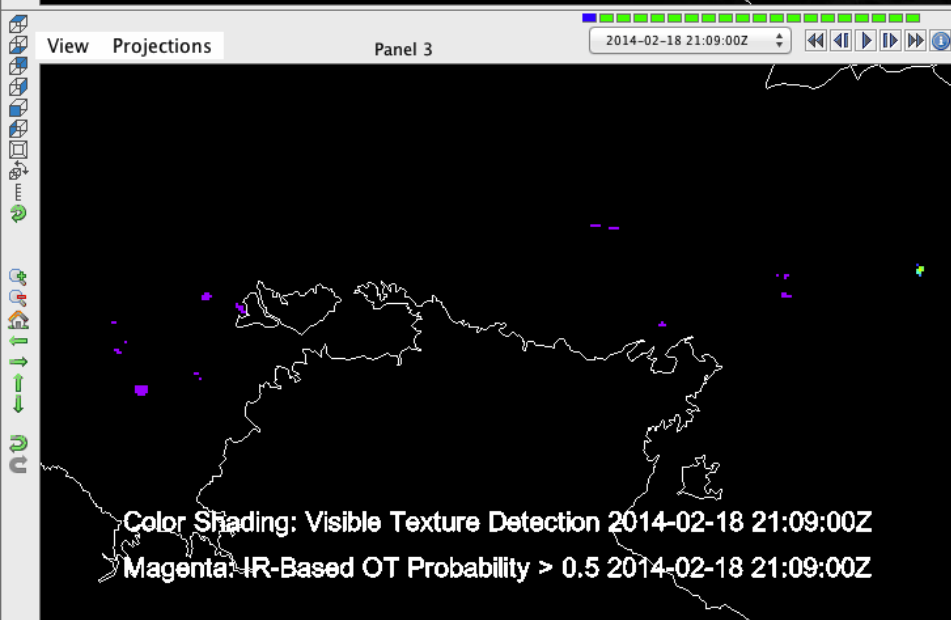 View Projections
Panel 3
2014-02-18 21:09:00Z
Color Shading: Visible Texture Detection 2014-02-18 21:09:00Z
Magenta: IR-Based OT Probability > 0.5 2014-02-18 21:09:00Z